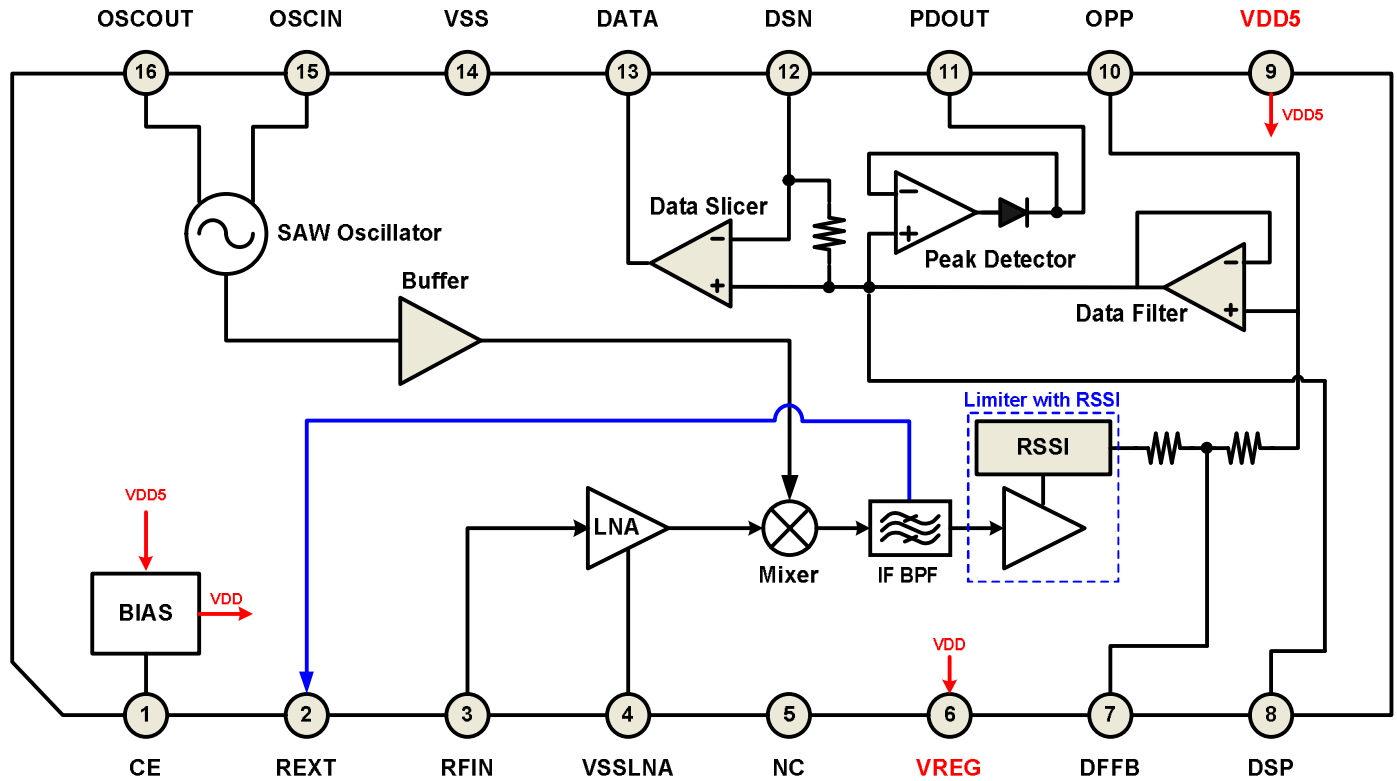 OSCOUT OSCIN VSS DATA DSN PDOUT OPP VDD5
16 15 14 13 12 11 10 9
VDD5
Data Slicer
−
+
−
+
Peak Detector
SAW Oscillator
−
+
Data Filter
Buffer
Limiter with RSSI
RSSI
VDD5
LNA
Mixer
IF BPF
BIAS
VDD
VDD
1 2 3 4 5 6 7 8
CE REXT RFIN VSSLNA NC VREG DFFB DSP